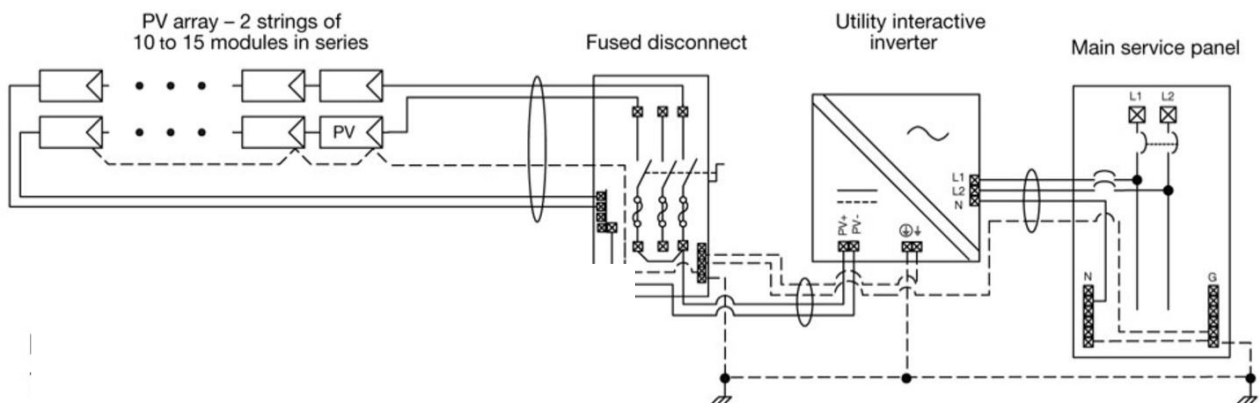 PV array – 2 strings of
10 to 15 modules in series
Fused disconnect
Utility interactive
inverter
Main service panel
L1 L2
PV
L1
L2
N
PV+
PV-
N
G